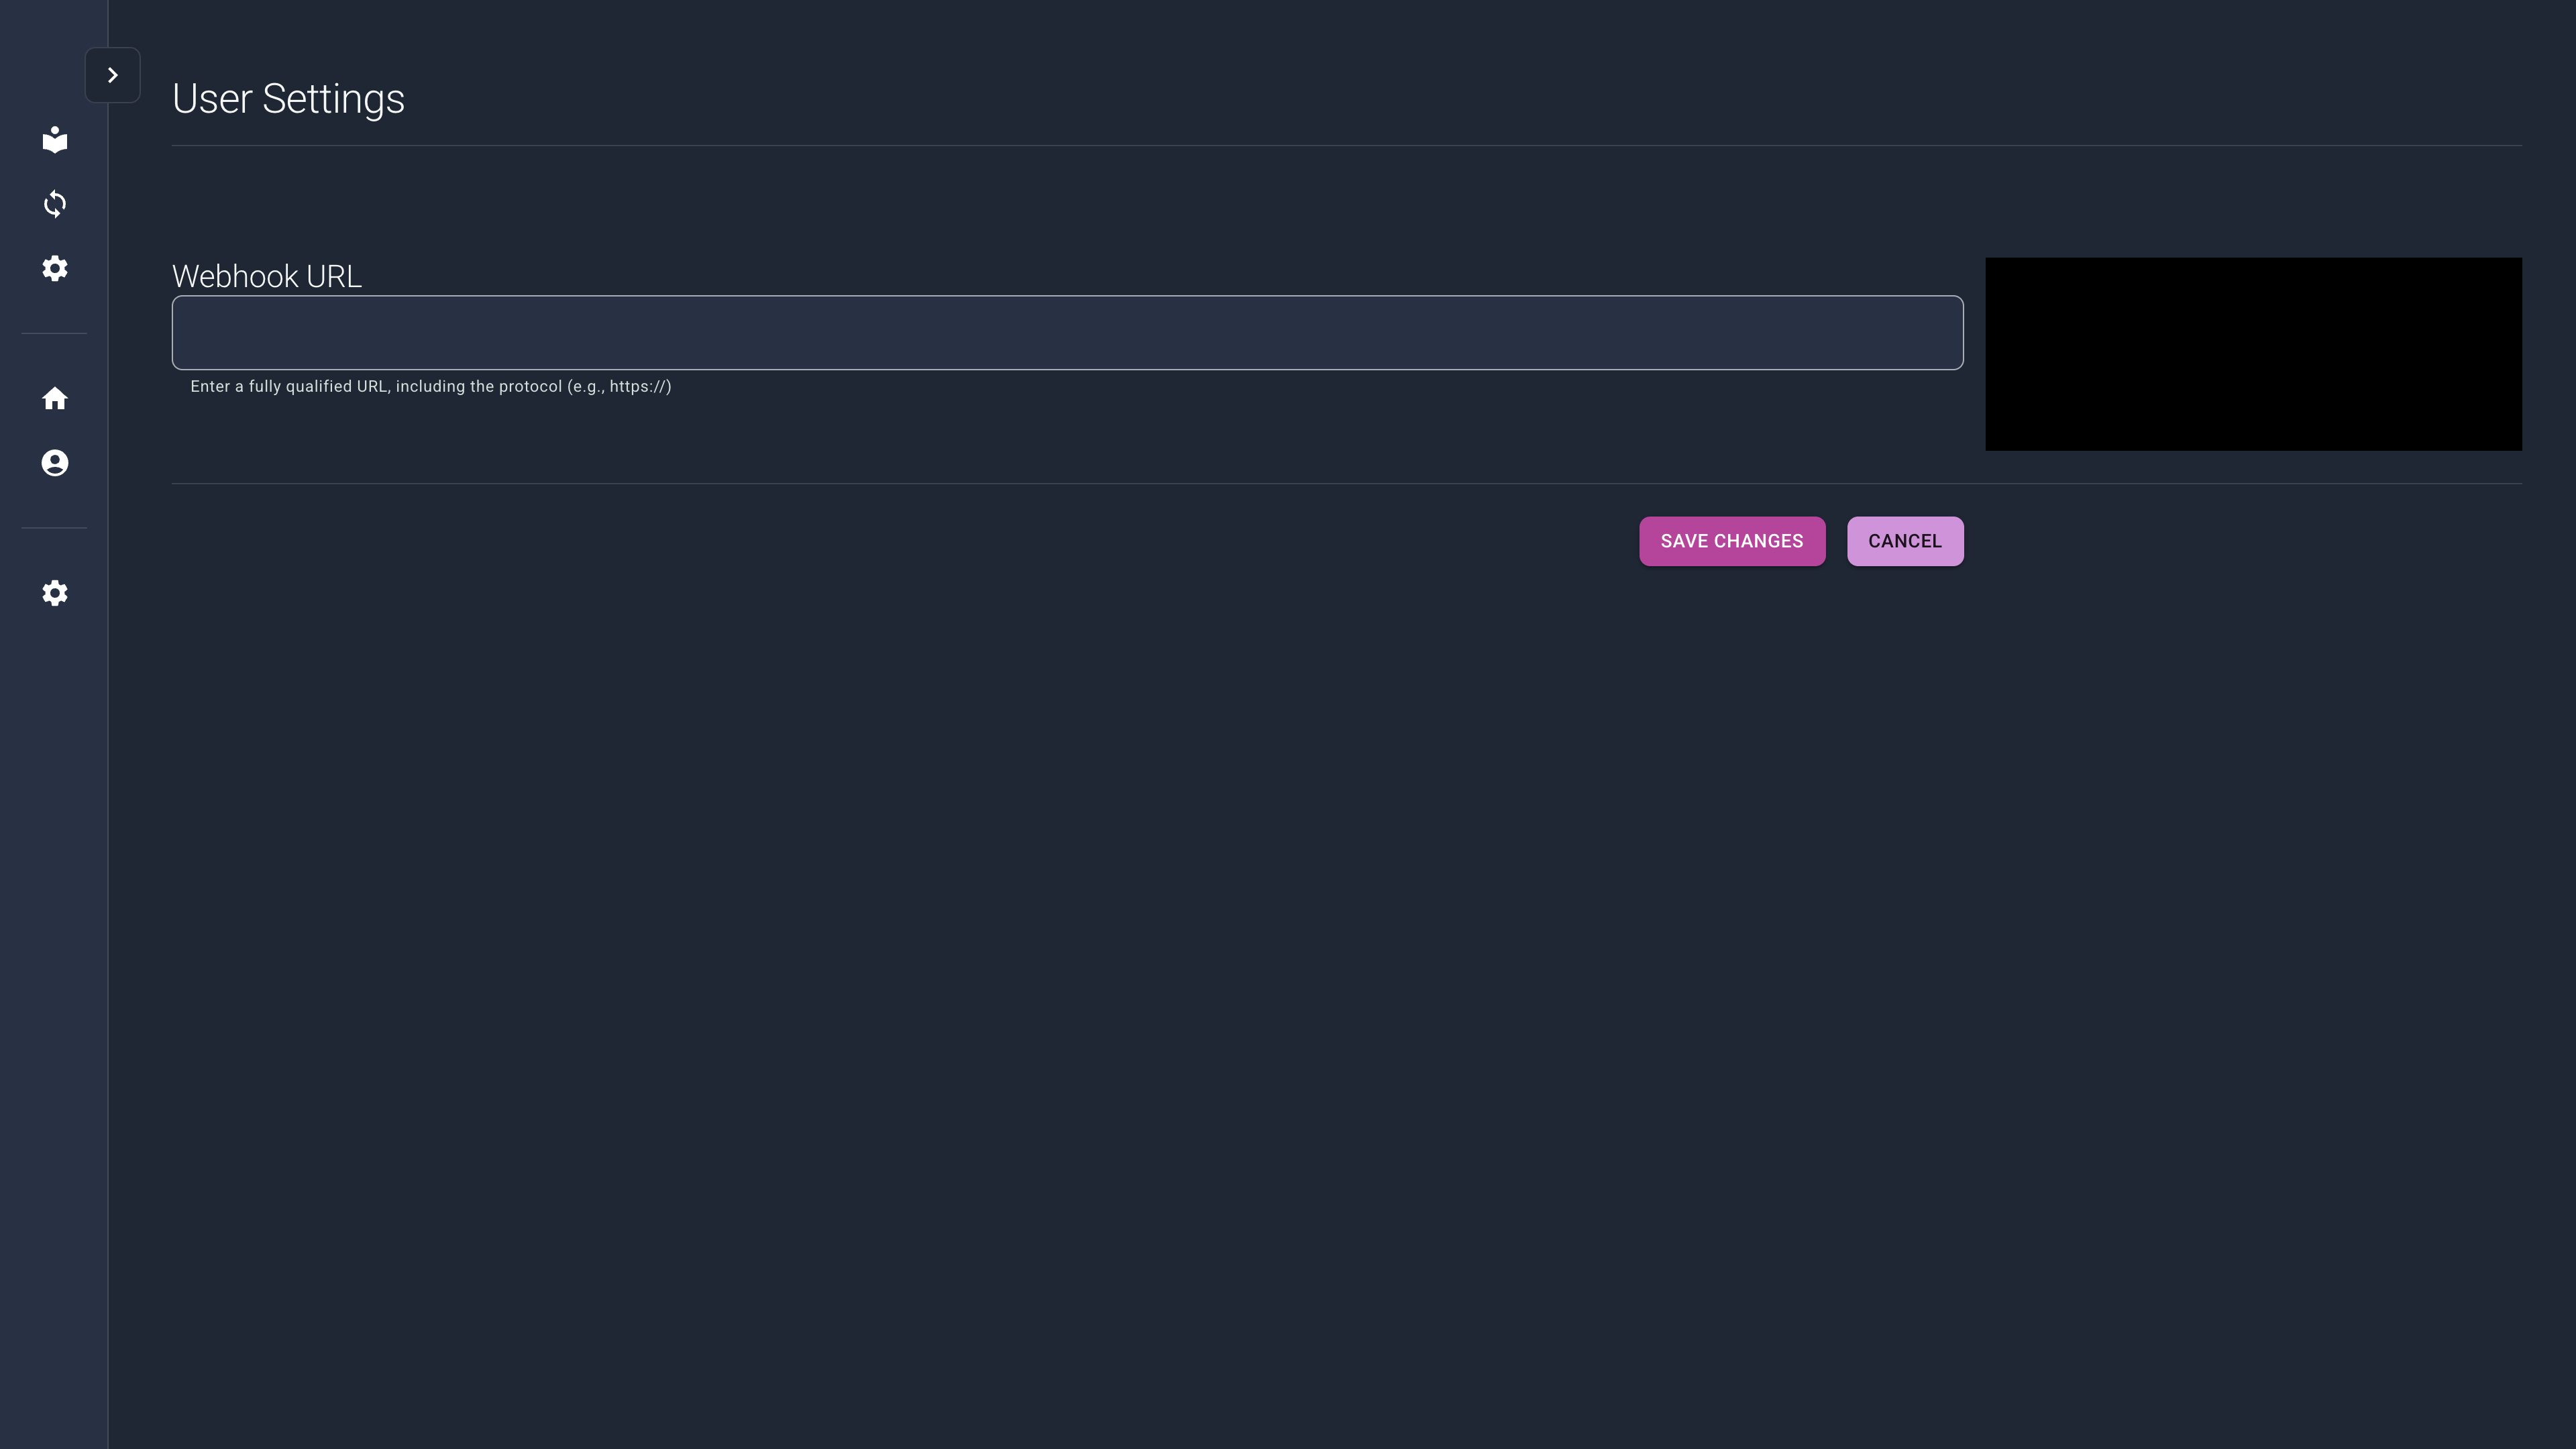 User Settings
Webhook URL
Enter a fully qualified URL, including the protocol (e.g., https://)
SAVE CHANGES
CANCEL